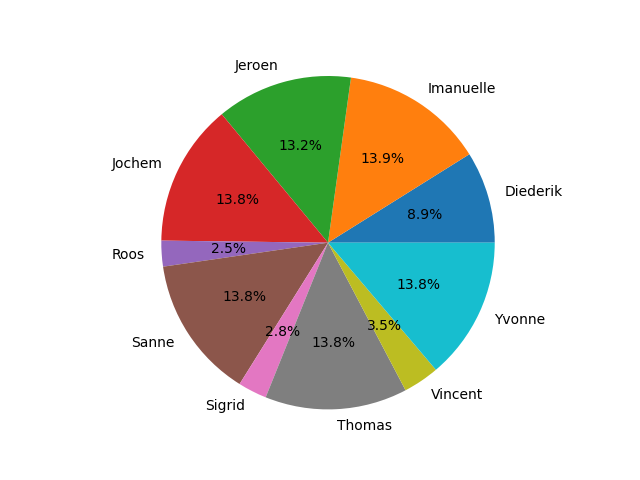 Jeroen
Imanuelle
13.2%
13.9%
Jochem
Diederik
13.8%
8.9%
Roos
2.5%
13.8%
13.8%
Yvonne
Sanne
2.8%
13.8%
3.5%
Sigrid
Vincent
Thomas